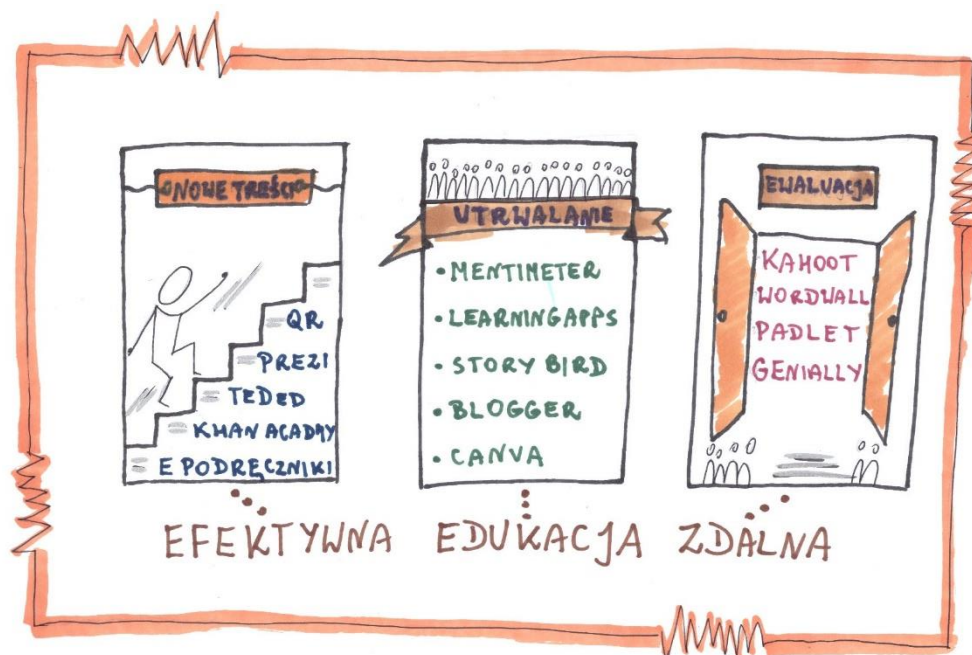 NOWE TREŚCI
QR
PREZI
TEDED
KHAN ACADMY
E PODRĘCZNIKI
UTRWALANIE
• MENTIMETER
• LEARNINGAPPS
• STORY BIRD
• BLOGGER
• CANVA
EWALUACJA
KAHOOT
WORDWALL
PADLET
GENIALLY
EFEKTYWNA EDUKACJA ZDALNA